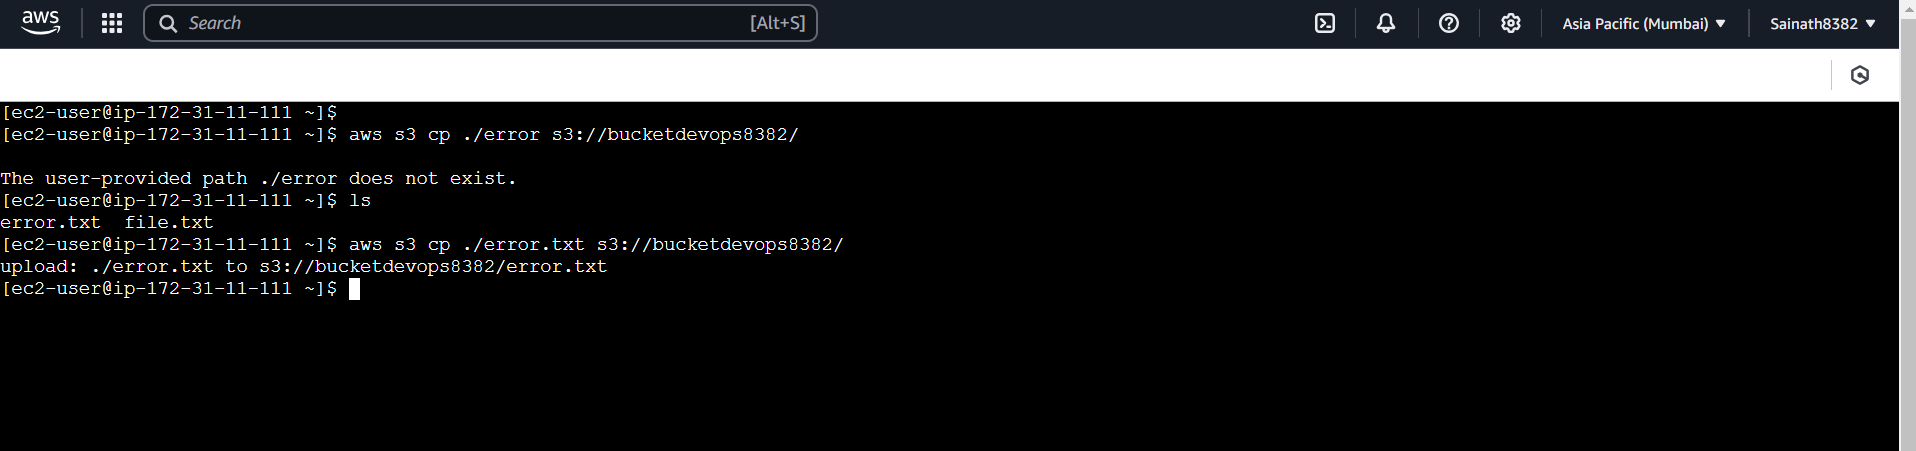 aws Search [Alt+S] Asia Pacific (Mumbai) Sainath8382
[ec2-user@ip-172-31-11-111 ~]$
[ec2-user@ip-172-31-11-111 ~]$ aws s3 cp ./error s3://bucketdevops8382/
The user-provided path ./error does not exist.
[ec2-user@ip-172-31-11-111 ~]$ ls
error.txt  file.txt
[ec2-user@ip-172-31-11-111 ~]$ aws s3 cp ./error.txt s3://bucketdevops8382/
upload: ./error.txt to s3://bucketdevops8382/error.txt
[ec2-user@ip-172-31-11-111 ~]$